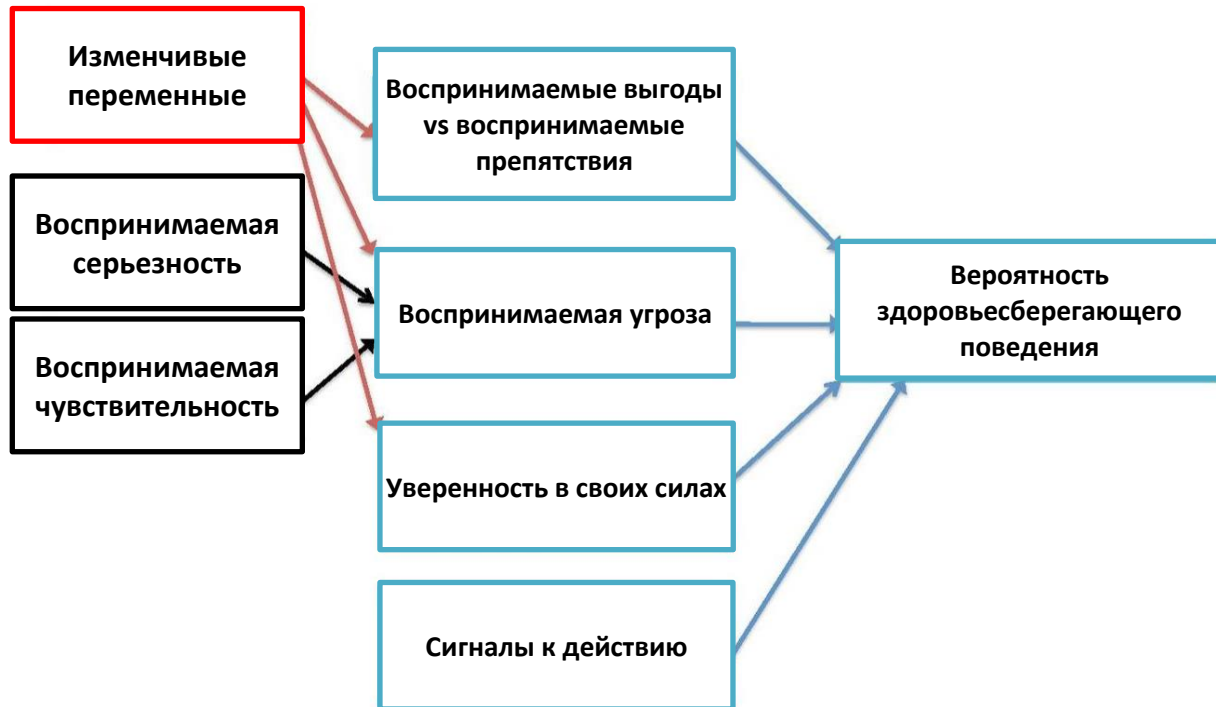 Изменчивые
переменные
Воспринимаемая
серьезность
Воспринимаемая
чувствительность
Воспринимаемые выгоды
vs воспринимаемые
препятствия
Воспринимаемая угроза
Уверенность в своих силах
Сигналы к действию
Вероятность
здоровьесберегающего
поведения